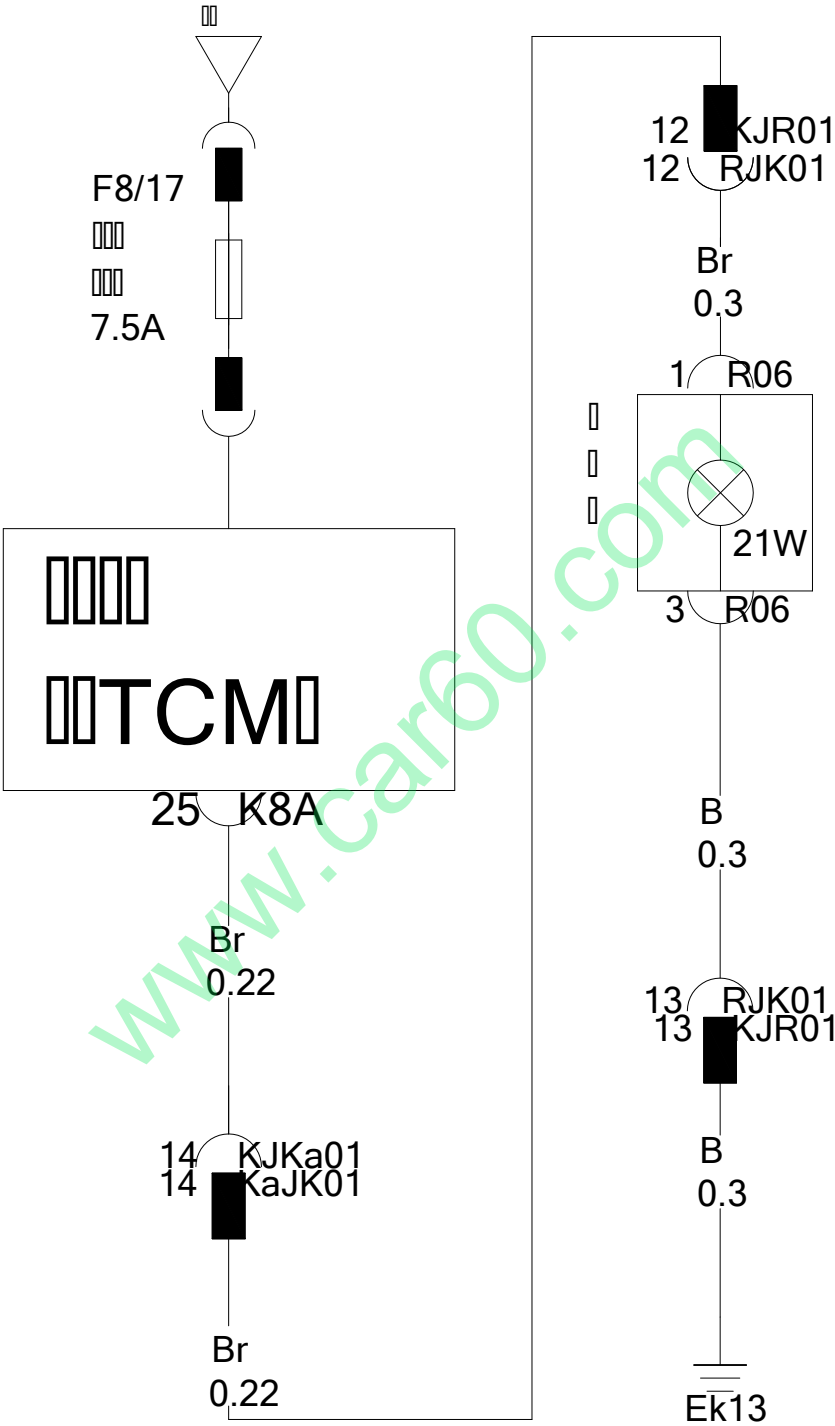 F8/17
7.5A
TCM
25 K8A
Br
0.22
14 KJKa01
14 KaJK01
Br
0.22
12 KJR01
12 RJK01
Br
0.3
1 R06
21W
3 R06
B
0.3
13 RJK01
13 KJR01
B
0.3
Ek13
www.car60.com